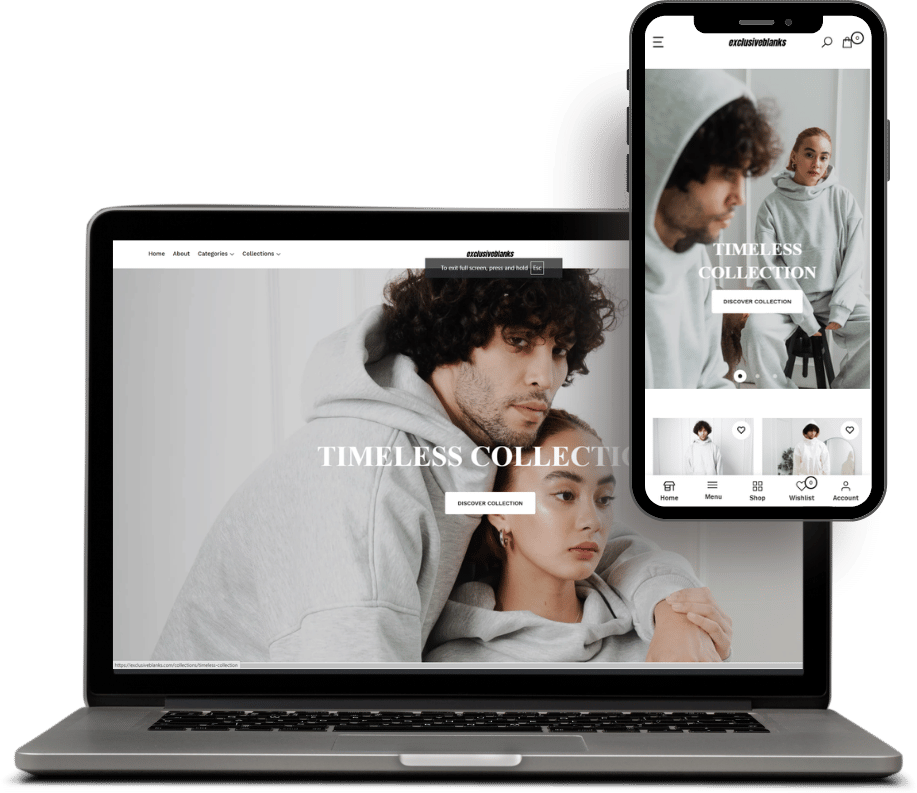 Home About Categories Collections
exclusiveblanks
To exit full screen, press and hold Esc
TIMELESS COLLECTIO
DISCOVER COLLECTION
https://exclusiveblanks.com/collections/timeless-collection
exclusiveblanks
0
TIMELESS
COLLECTION
DISCOVER COLLECTION
0
Home Menu Shop Wishlist Account